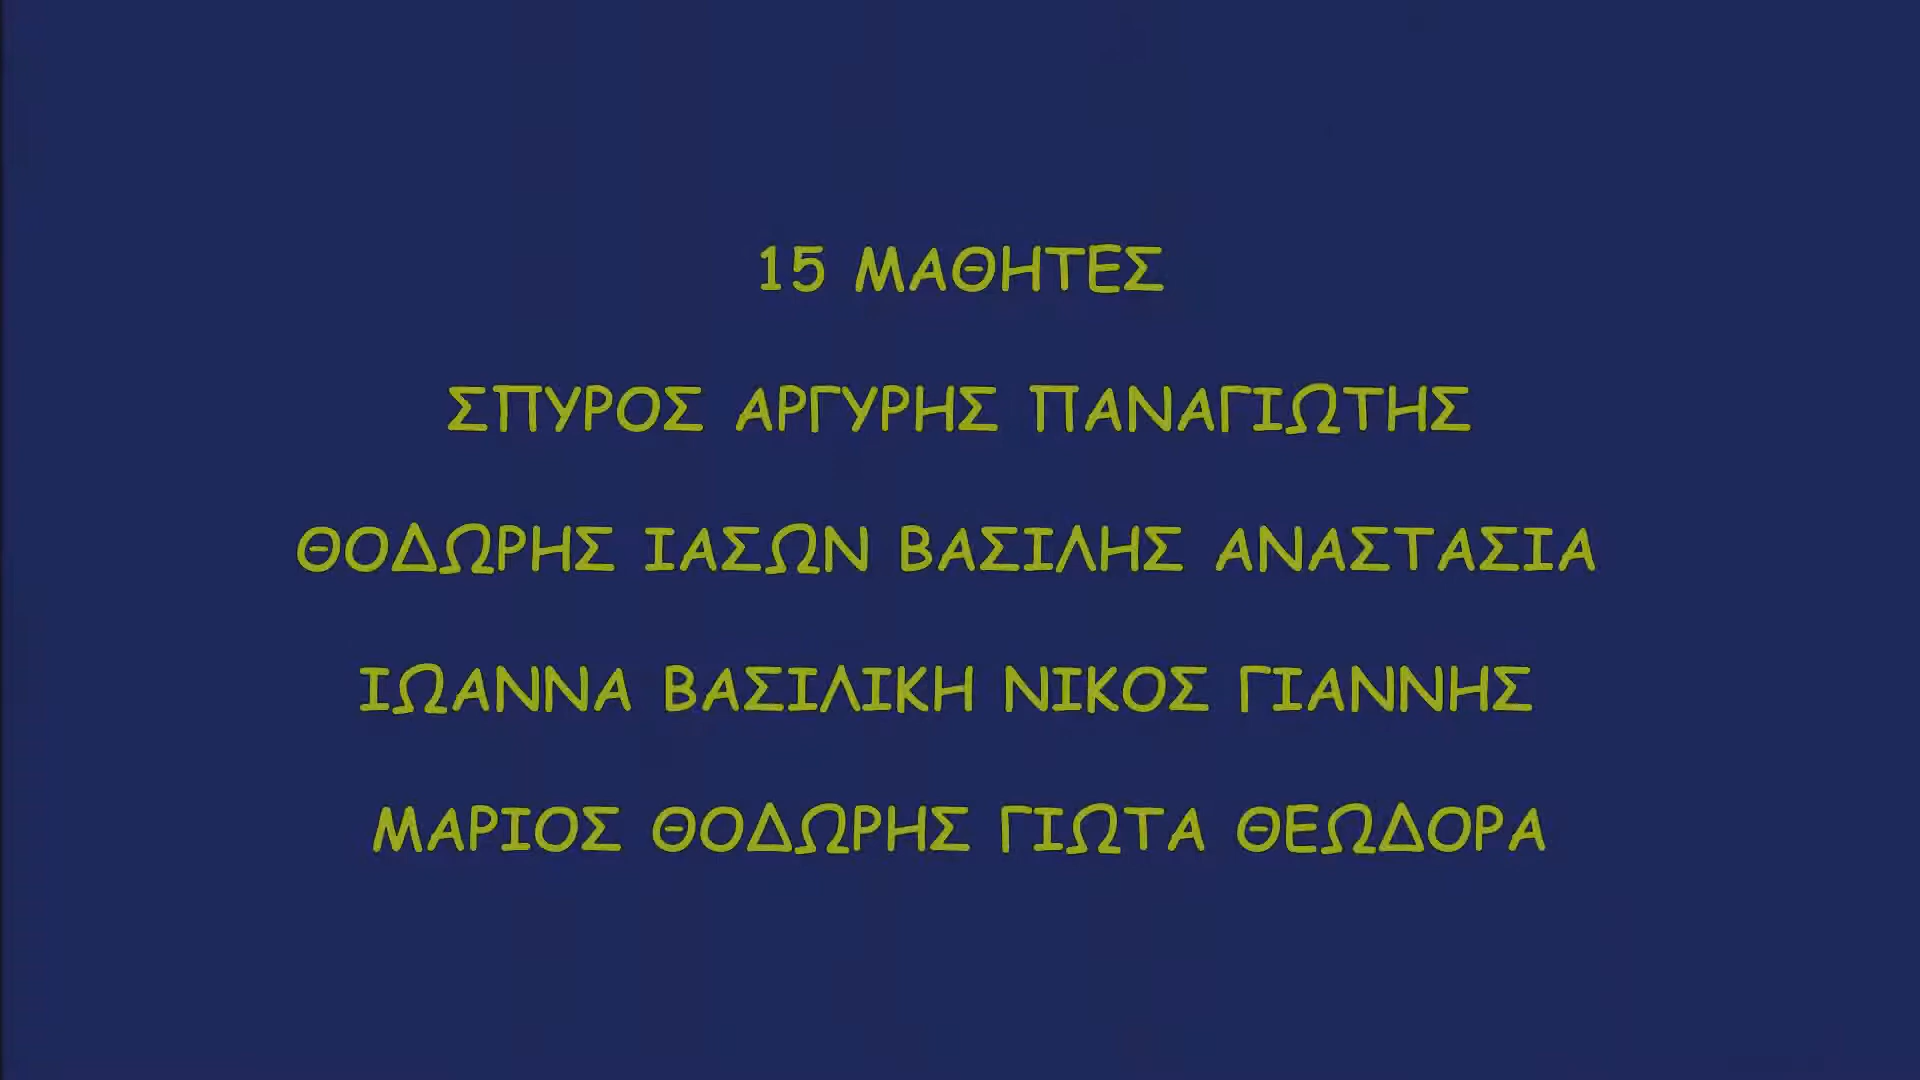 15 ΜΑΘΗΤΕΣ
ΣΠΥΡΟΣ ΑΡΓΥΡΗΣ ΠΑΝΑΓΙΩΤΗΣ
ΘΟΔΩΡΗΣ ΙΑΣΩΝ ΒΑΣΙΛΗΣ ΑΝΑΣΤΑΣΙΑ
ΙΩΑΝΝΑ ΒΑΣΙΛΙΚΗ ΝΙΚΟΣ ΓΙΑΝΝΗΣ
ΜΑΡΙΟΣ ΘΟΔΩΡΗΣ ΓΙΩΤΑ ΘΕΩΔΟΡΑ